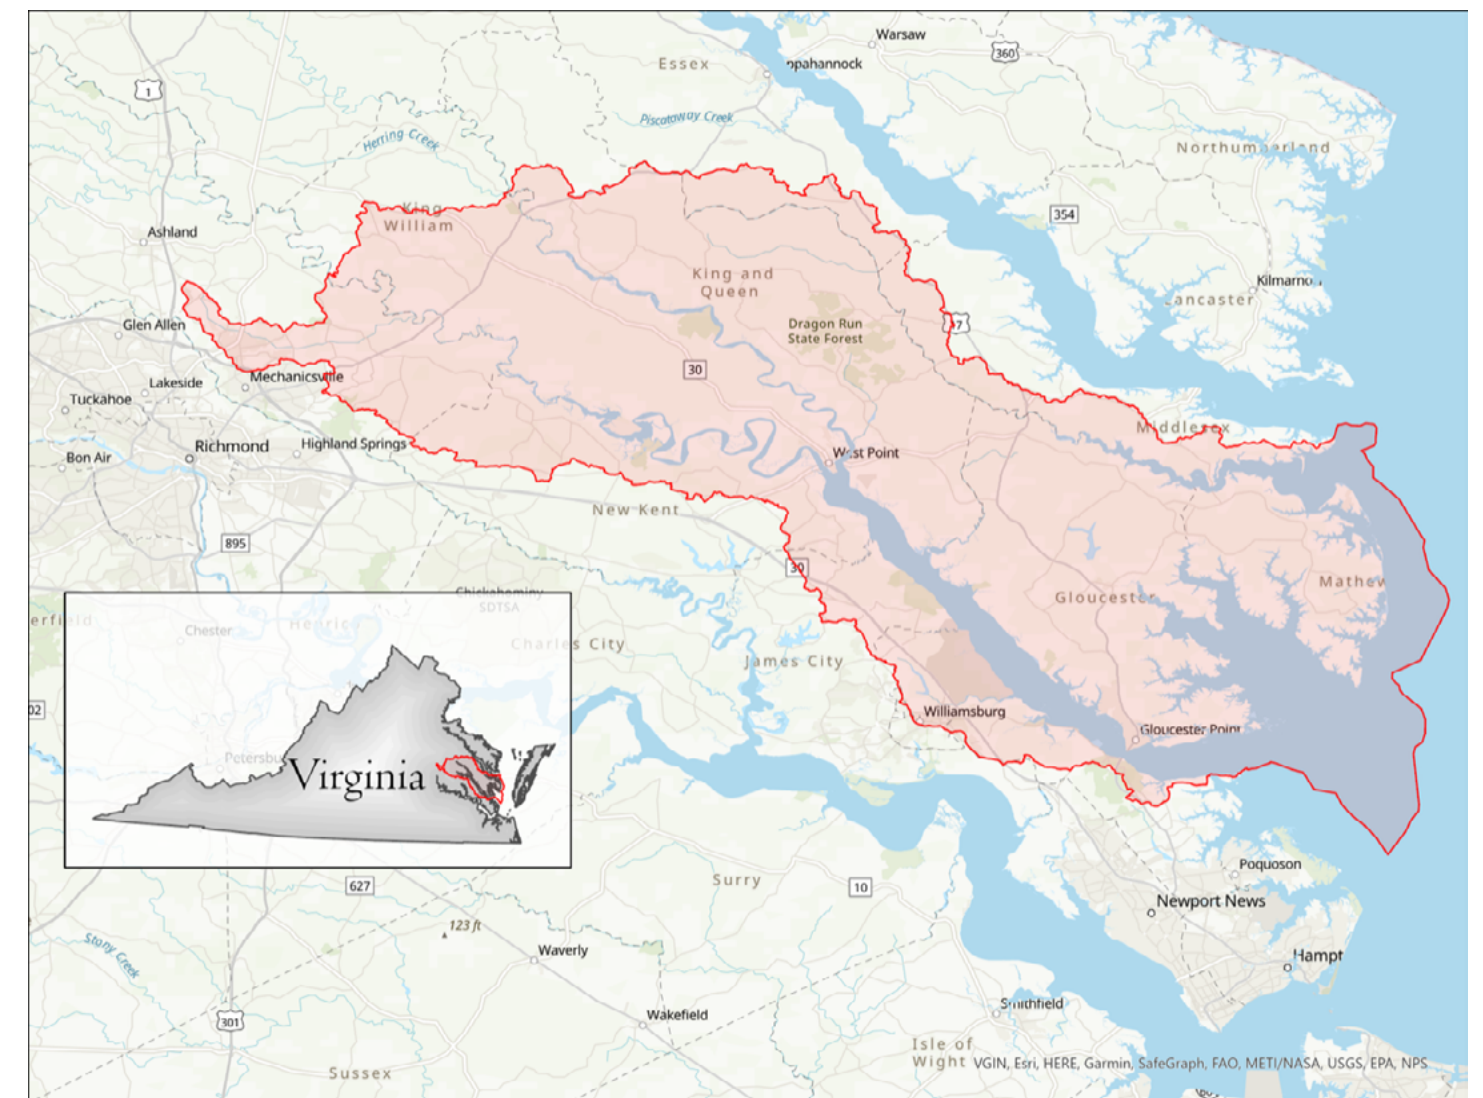 Warsaw
360
Essex
ppahannock
1
Piscataway Creek
Herring Creek
Northumberland
King
William
354
Ashland
King and
Queen
Kilmarno
ancaster
Glen Allen
17
Dragon Run
State Forest
30
Mechanicsville
Lakeside
Tuckahoe
Middlesex
Richmond
Highland Springs
West Point
Bon Air
New Kent
895
30
Mathew
Chickahominy
SDTSA
Gloucester
erfield
Chester
Henrico
Charles City
James City
02
Williamsburg
Gloucester Point
Petersbu
Virginia
Poquoson
627
Surry
10
Newport News
123 ft
Stony Creek
Waverly
Hampt
Smithfield
301
Wakefield
Isle of
Wight
VGIN, Esri, HERE, Garmin, SafeGraph, FAO, METI/NASA, USGS, EPA, NPS
Sussex